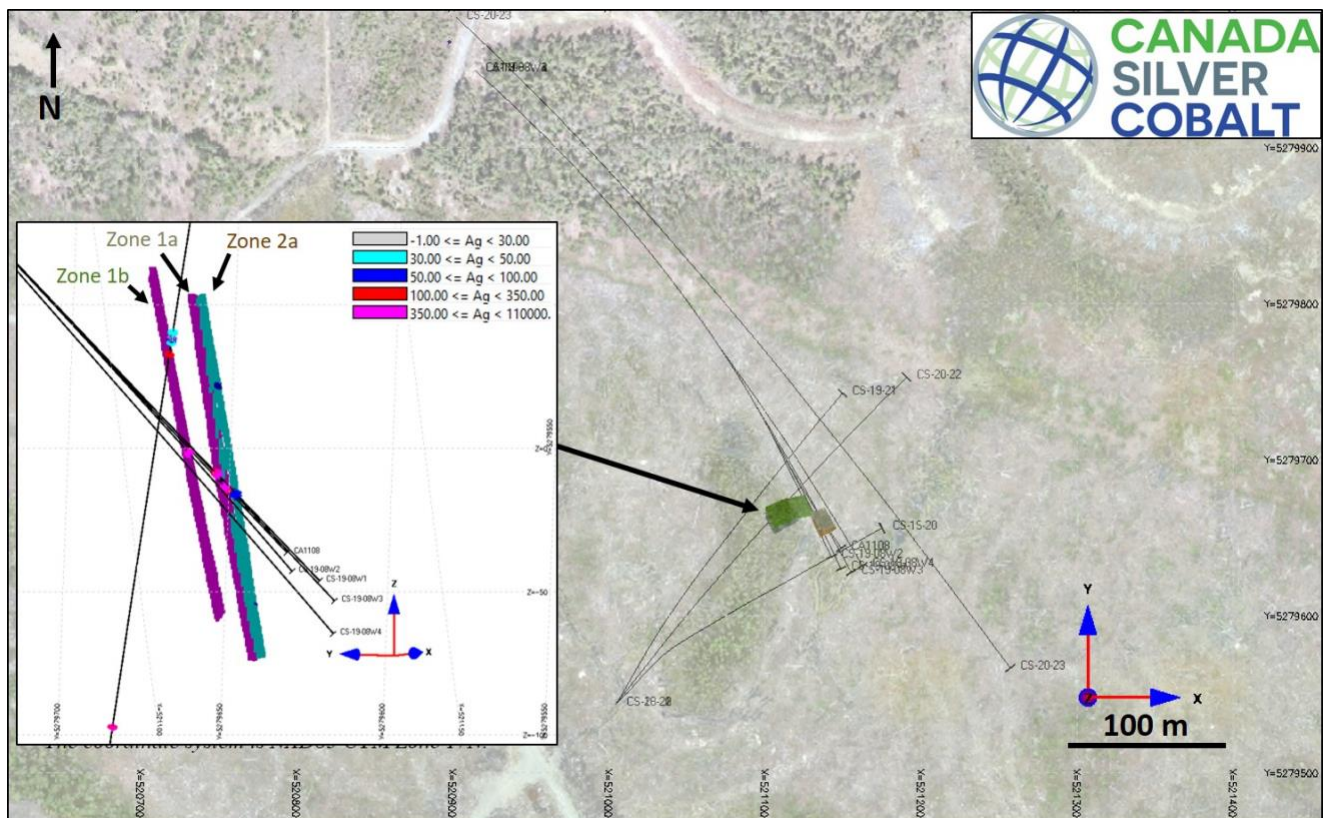 CS-20-23
N
CANADA
SILVER
COBALT
Y=5279900
Zone 1a
Zone 2a
Zone 1b
-1.00 <= Ag < 30.00
30.00 <= Ag < 50.00
50.00 <= Ag < 100.00
100.00 <= Ag < 350.00
350.00 <= Ag < 110000.
Y=5279800
CS-19-21
CS-20-22
Y=5279700
CS-15-20
CA1108
CS-19-08W2
CS-19-08W3
CA1108
CS-19-08W2
CS-19-08W1
CS-19-08W3
CS-19-08W4
Z
Y
X
Z=-50
Z=-100
Y=5279600
CS-20-23
Y
X
100 m
X=520700
X=520800
X=520900
X=521000
X=521100
X=521200
X=521300
X=521400
Y=5279500